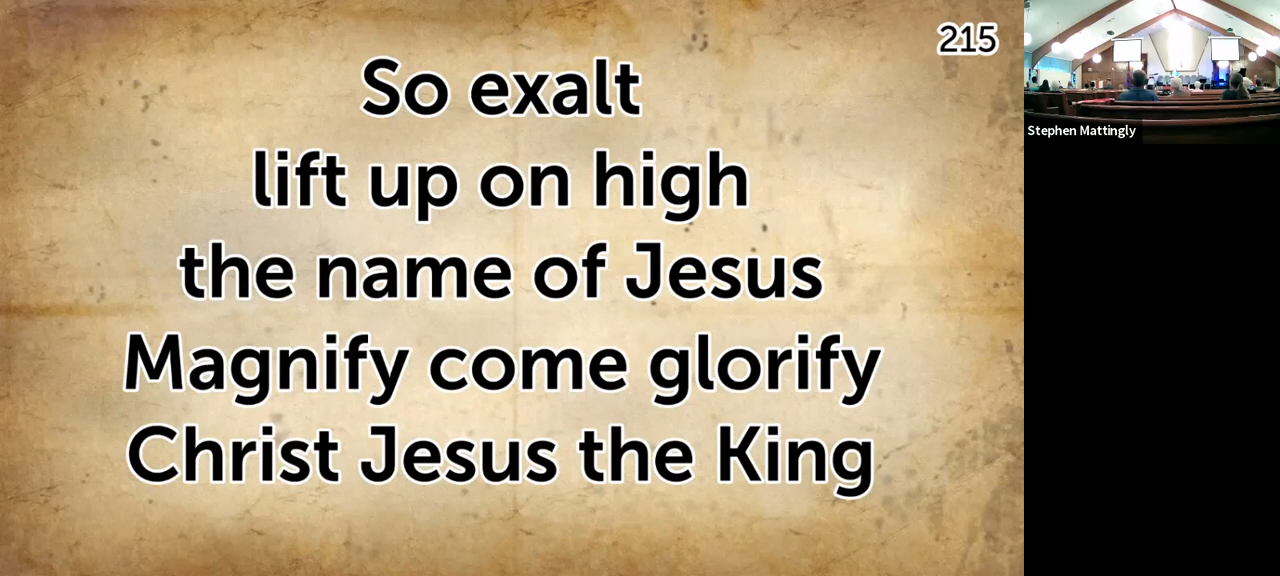 215
So exalt
lift up on high
the name of Jesus
Magnify come glorify
Christ Jesus the King
Stephen Mattingly